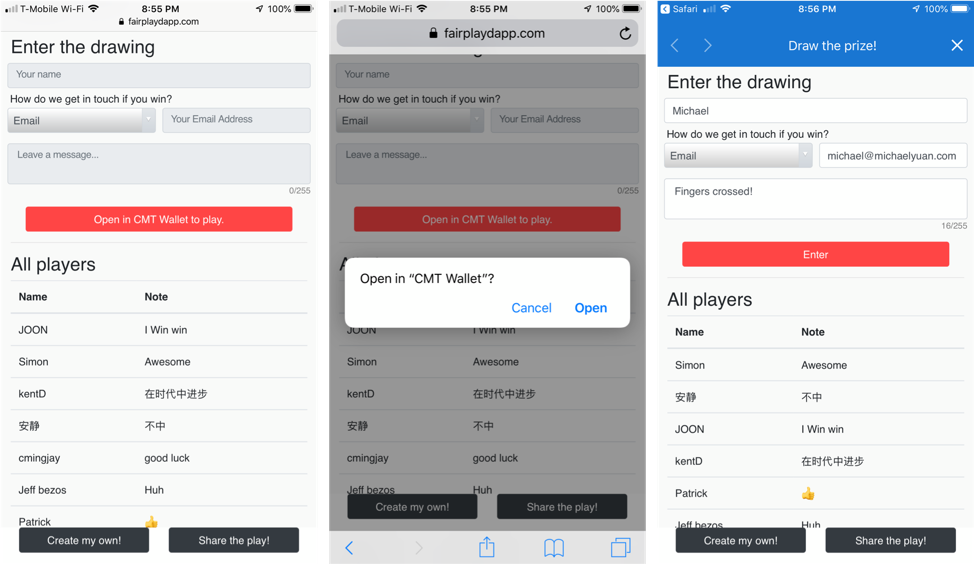 T-Mobile Wi-Fi 8:55 PM 100%
fairplaydapp.com
Enter the drawing
Your name
How do we get in touch if you win?
Email Your Email Address
Leave a message...
0/255
Open in CMT Wallet to play.
All players
Name Note
JOON I Win win
Simon Awesome
kentD 在时代中进步
安静 不中
cmingjay good luck
Jeff bezos Huh
Patrick 👍
Create my own! Share the play!
T-Mobile Wi-Fi 8:55 PM 100%
fairplaydapp.com
Your name
How do we get in touch if you win?
Email Your Email Address
Leave a message...
0/255
Open in CMT Wallet to play.
Open in “CMT Wallet”?
Cancel Open
JOON I Win win
Simon Awesome
kentD 在时代中进步
安静 不中
cmingjay good luck
Jeff bezos Huh
Create my own! Share the play!
Safari 8:56 PM 100%
Draw the prize!
Enter the drawing
Michael
How do we get in touch if you win?
Email michael@michaelyuan.com
Fingers crossed!
16/255
Enter
All players
Name Note
Simon Awesome
安静 不中
JOON I Win win
kentD 在时代中进步
Patrick 👍
Jeff bezos Huh
Create my own! Share the play!